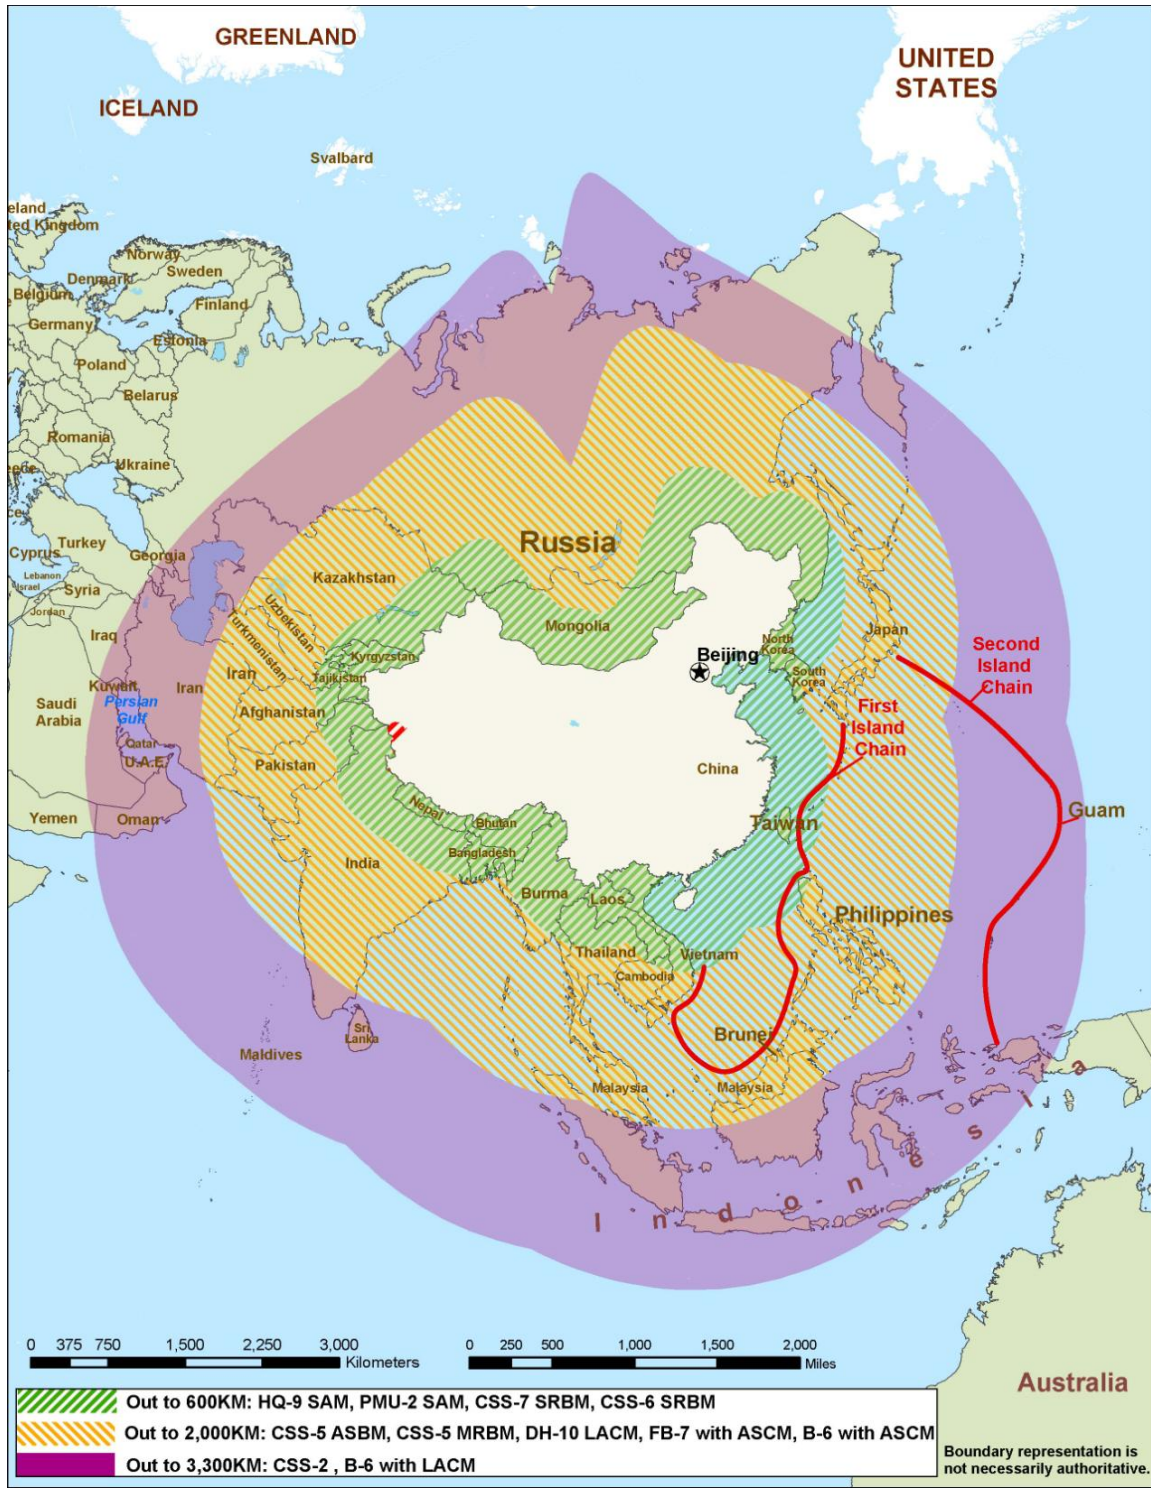 GREENLAND
UNITED
STATES
ICELAND
Svalbard
eland
ted Kingdom
Norway
Sweden
Denmark
Belgium
Finland
Germany
Estonia
Poland
Belarus
Romania
Ukraine
Turkey
Georgia
Cyprus
Lebanon
Israel
Syria
Jordan
Iraq
Kuwait
Persian
Gulf
Saudi
Arabia
Qatar
U.A.E.
Yemen
Oman
Russia
Kazakhstan
Uzbekistan
Turkmenistan
Iran
Iran
Kyrgyzstan
Tajikistan
Afghanistan
Pakistan
Mongolia
Beijing
North
Korea
South
Korea
Japan
Second
Island
Chain
First
Island
Chain
China
Taiwan
Guam
Nepal
Bhutan
Bangladesh
India
Burma
Laos
Thailand
Vietnam
Cambodia
Philippines
Sri
Lanka
Maldives
Brunei
Malaysia
Malaysia
Indonesia
Australia
0 375 750 1,500 2,250 3,000
Kilometers
0 250 500 1,000 1,500 2,000
Miles
Out to 600KM: HQ-9 SAM, PMU-2 SAM, CSS-7 SRBM, CSS-6 SRBM
Out to 2,000KM: CSS-5 ASBM, CSS-5 MRBM, DH-10 LACM, FB-7 with ASCM, B-6 with ASCM
Out to 3,300KM: CSS-2 , B-6 with LACM
Boundary representation is
not necessarily authoritative.